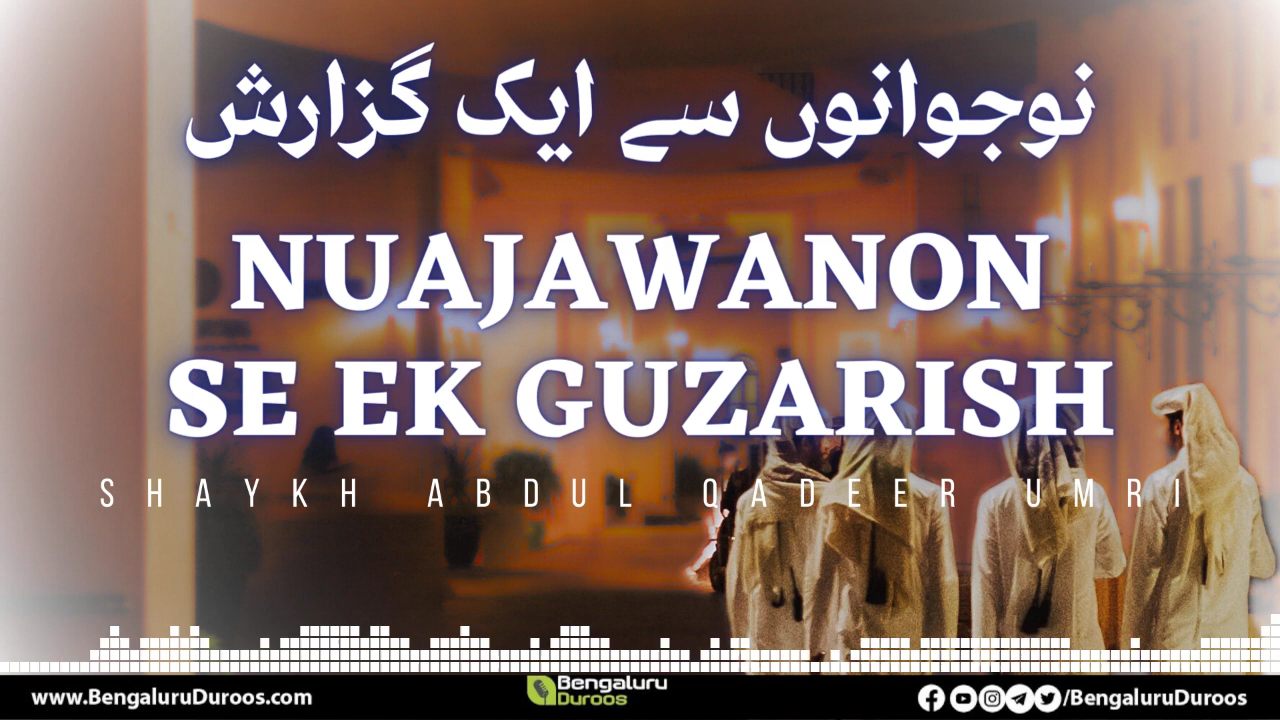 نوجوانوں سے ایک گزارش
NUAJAWANON
SE EK GUZARISH
SHAYKH ABDUL QADEER UMRI
www.BengaluruDuroos.com
Bengaluru
Duroos
/BengaluruDuroos